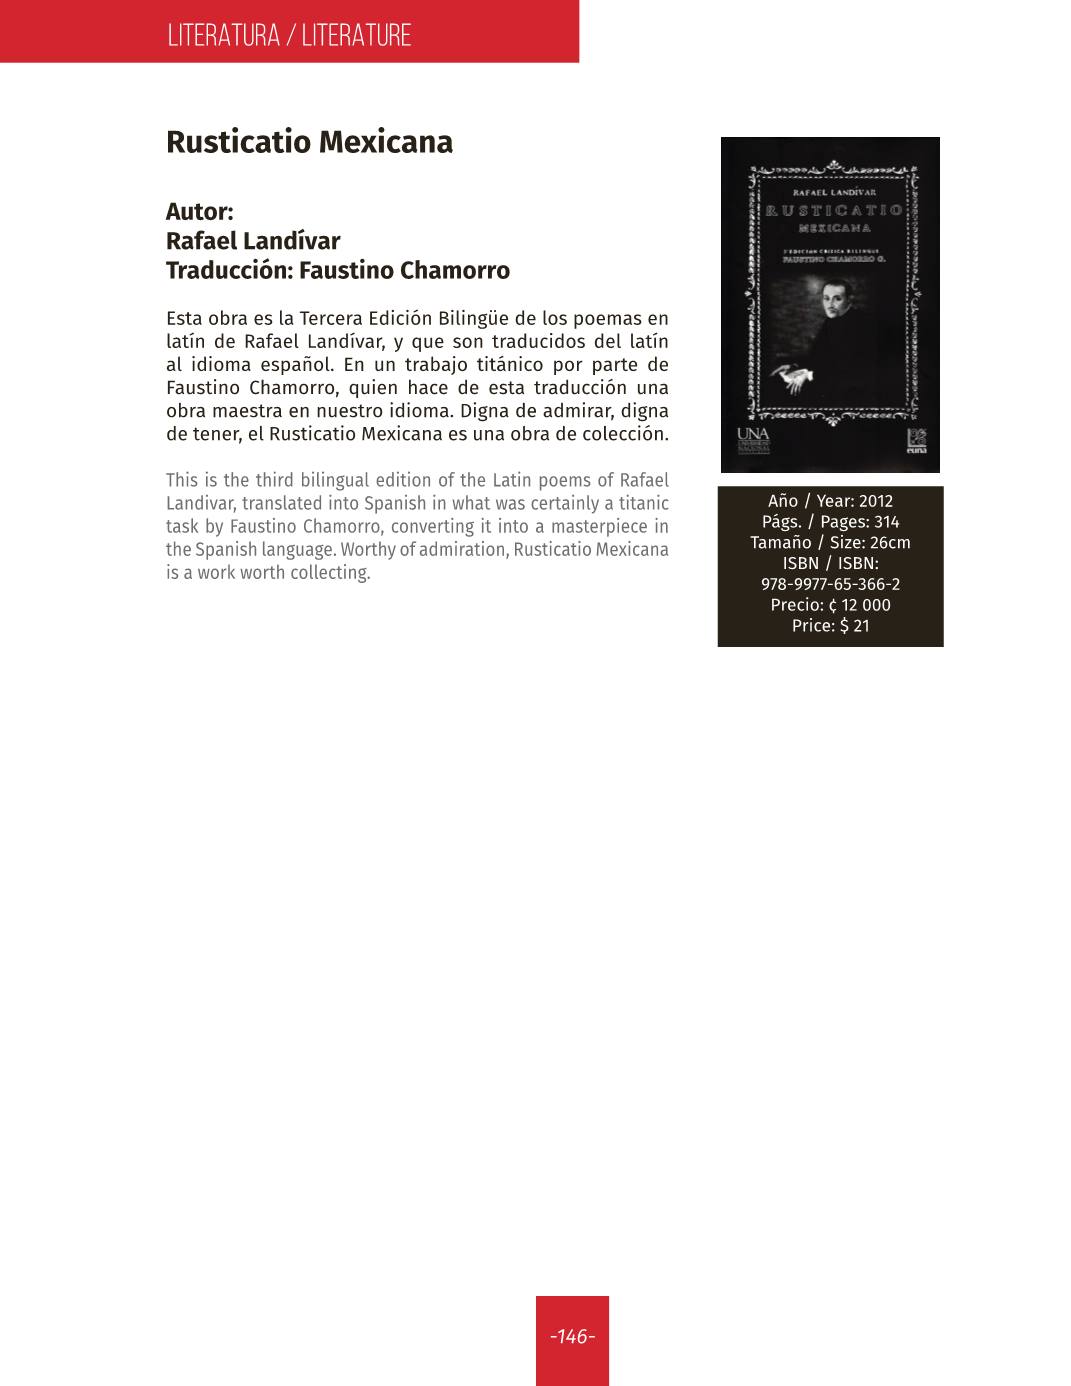 LITERATURA / LITERATURE
Rusticatio Mexicana
Autor:
Rafael Landívar
Traducción: Faustino Chamorro
Esta obra es la Tercera Edición Bilingüe de los poemas en
latín de Rafael Landívar, y que son traducidos del latín
al idioma español. En un trabajo titánico por parte de
Faustino Chamorro, quien hace de esta traducción una
obra maestra en nuestro idioma. Digna de admirar, digna
de tener, el Rusticatio Mexicana es una obra de colección.
This is the third bilingual edition of the Latin poems of Rafael
Landivar, translated into Spanish in what was certainly a titanic
task by Faustino Chamorro, converting it into a masterpiece in
the Spanish language. Worthy of admiration, Rusticatio Mexicana
is a work worth collecting.
RAFAEL LANDÍVAR
RUSTICATIO
MEXICANA
3ª EDICIÓN CRÍTICA BILINGÜE
FAUSTINO CHAMORRO G.
UNA
UNIVERSIDAD
NACIONAL
euna
Año / Year: 2012
Págs. / Pages: 314
Tamaño / Size: 26cm
ISBN / ISBN:
978-9977-65-366-2
Precio: ¢ 12 000
Price: $ 21
-146-